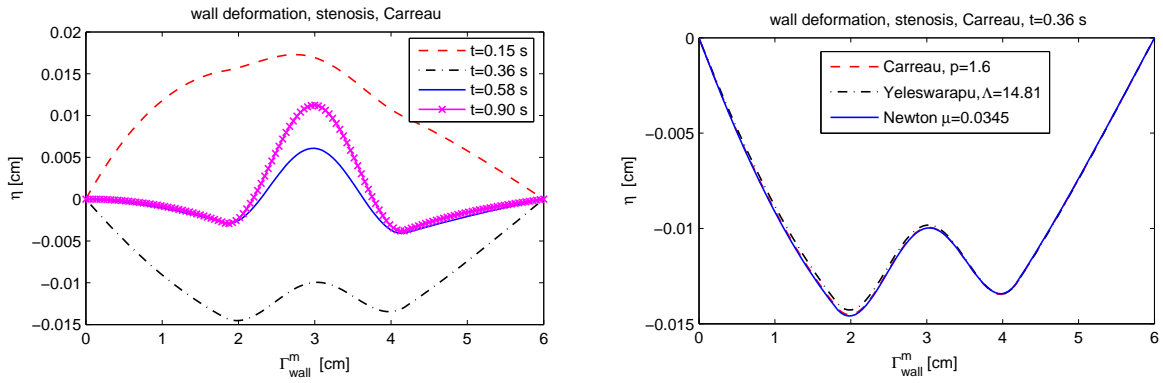 wall deformation, stenosis, Carreau
0.02
0.015
0.01
0.005
0
−0.005
−0.01
−0.015
η [cm]
t=0.15 s
t=0.36 s
t=0.58 s
t=0.90 s
0 1 2 3 4 5 6
Γ^m_wall [cm]
wall deformation, stenosis, Carreau, t=0.36 s
0
−0.005
−0.01
−0.015
η [cm]
Carreau, p=1.6
Yeleswarapu, Λ=14.81
Newton μ=0.0345
0 1 2 3 4 5 6
Γ^m_wall [cm]